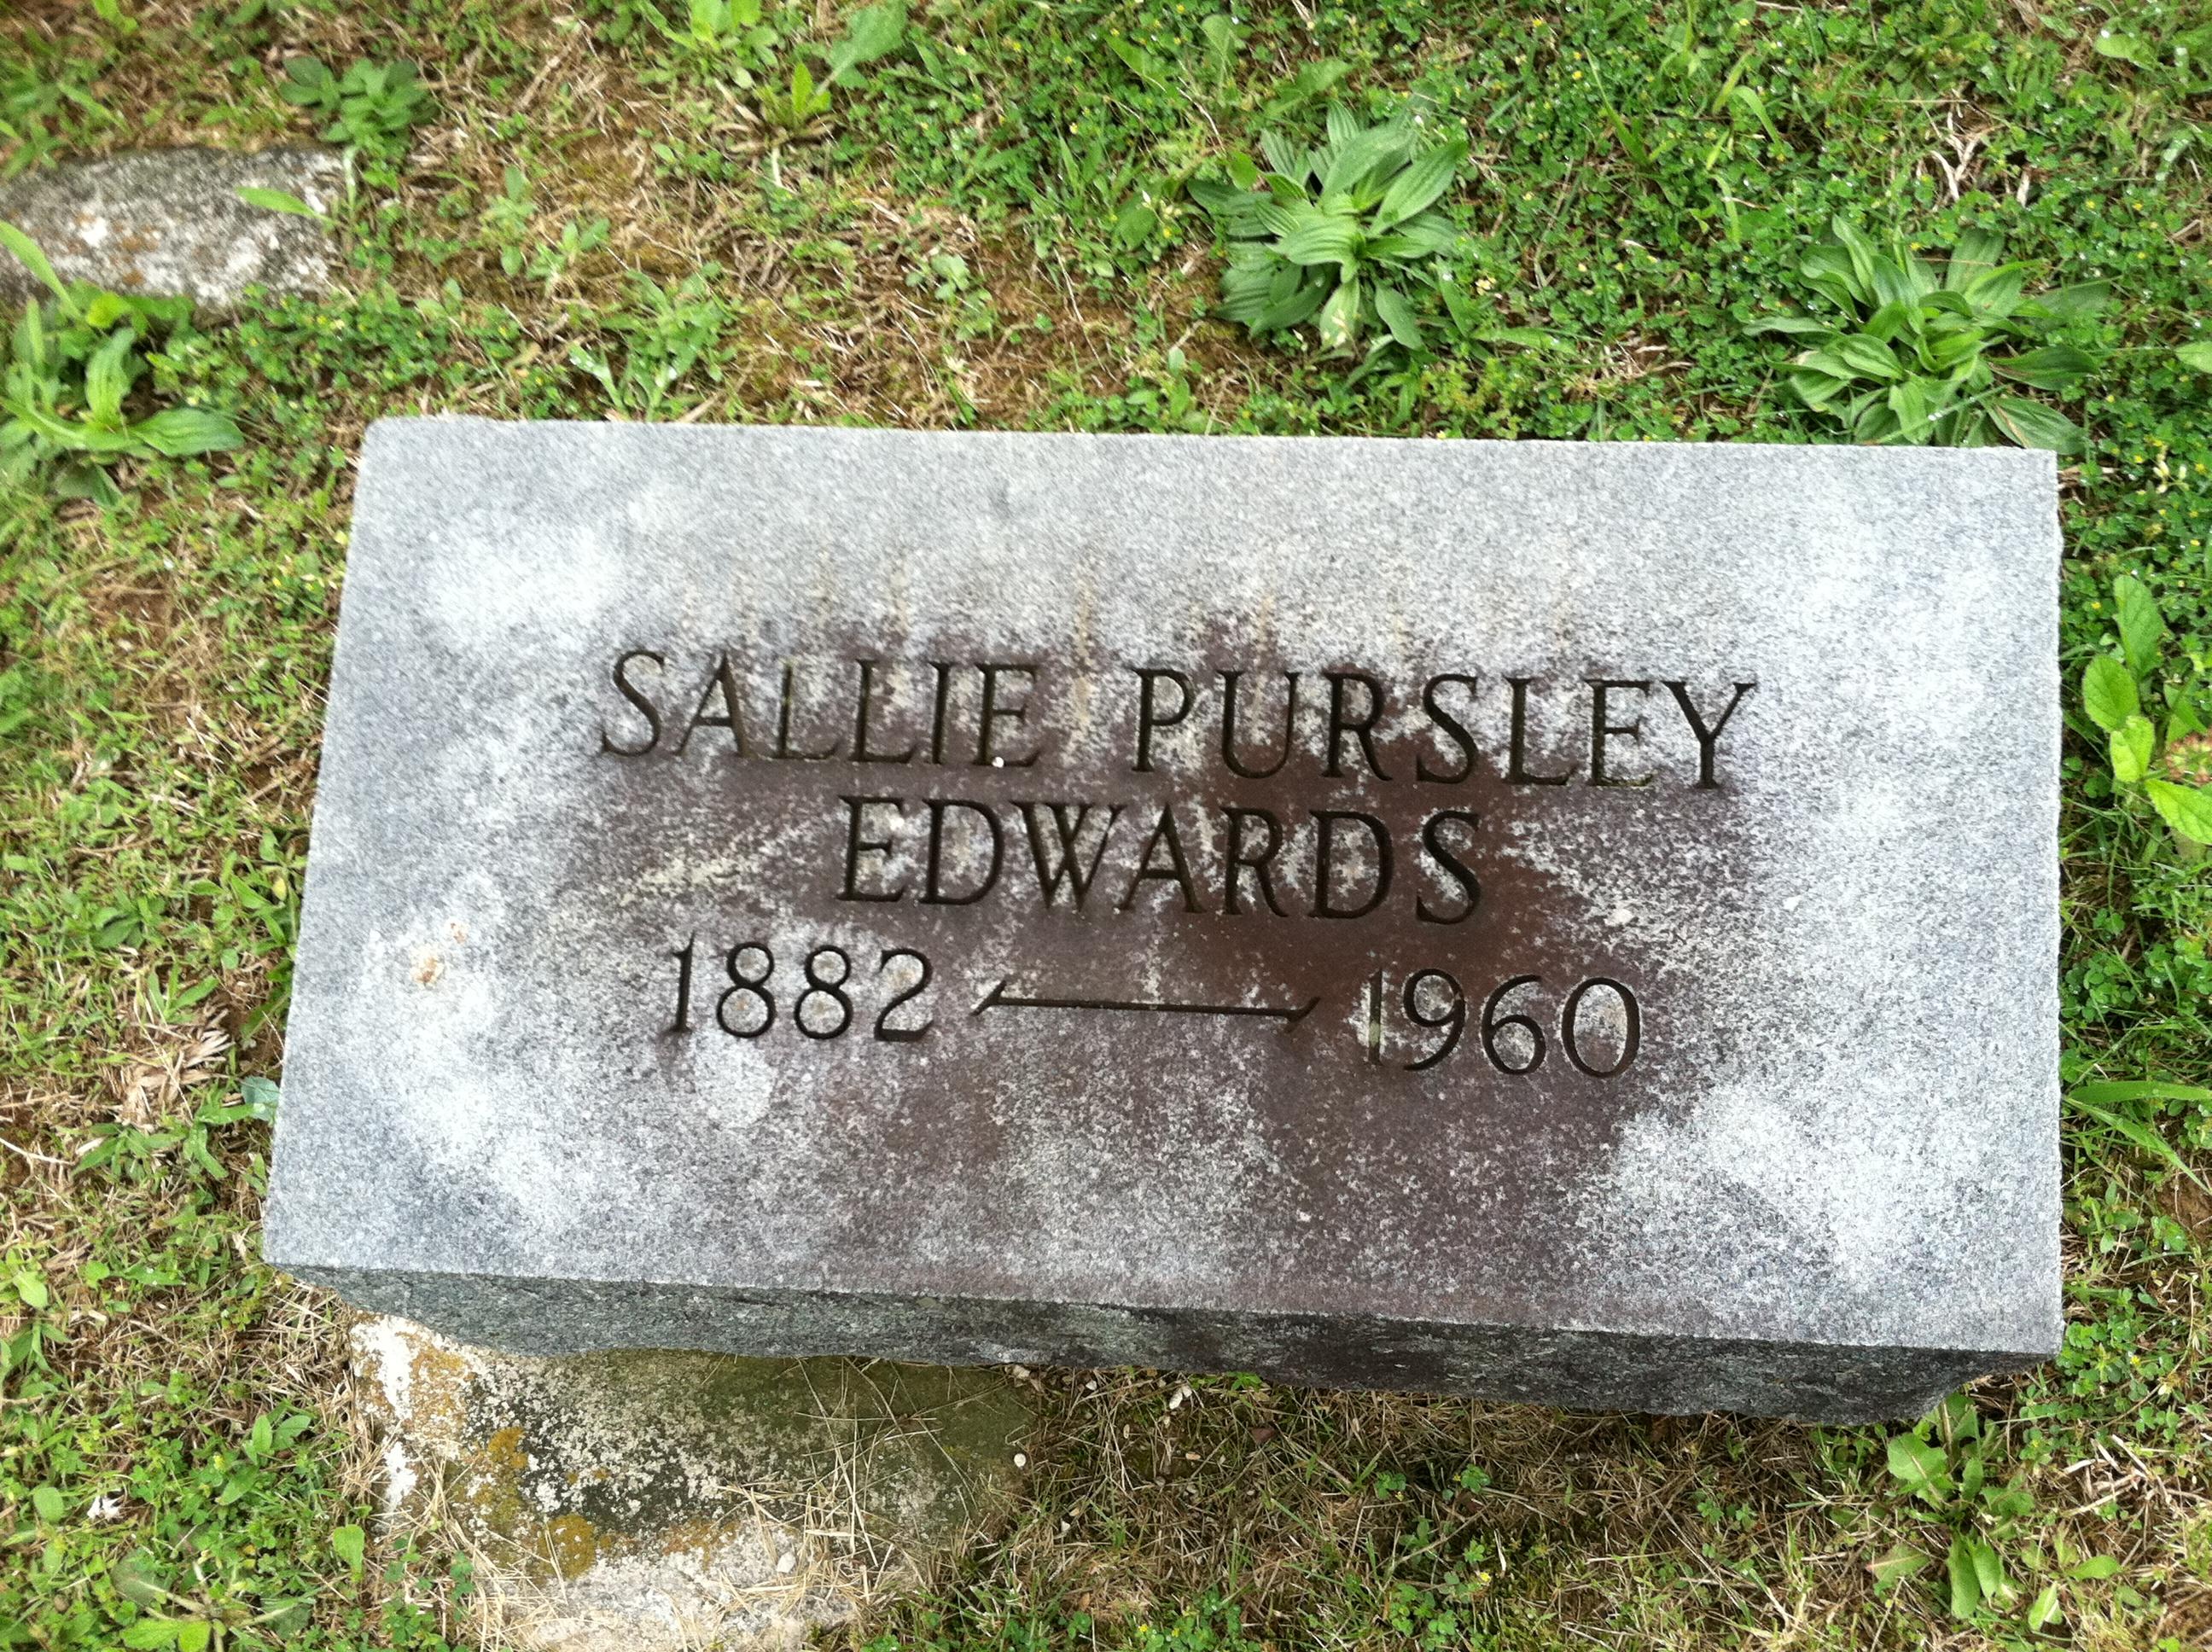 SALLIE PURSLEY
EDWARDS
1882 — 1960